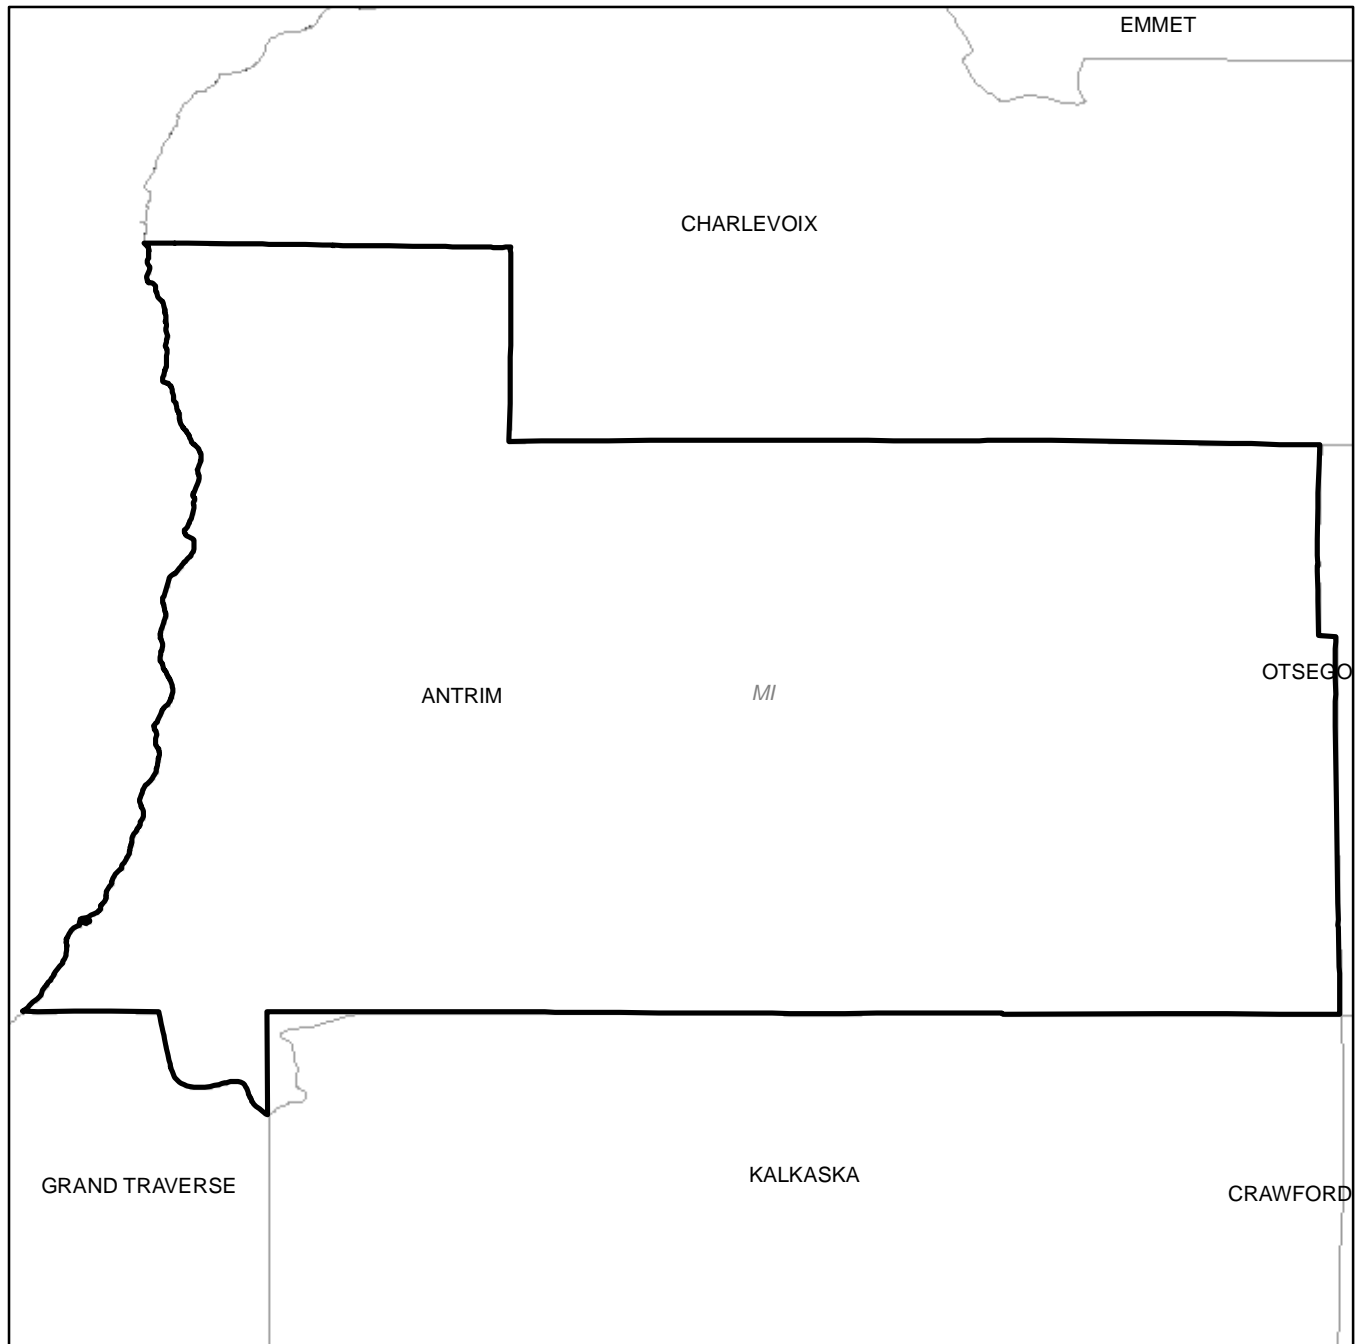 EMMET
CHARLEVOIX
OTSEGO
ANTRIM
MI
KALKASKA
GRAND TRAVERSE
CRAWFORD